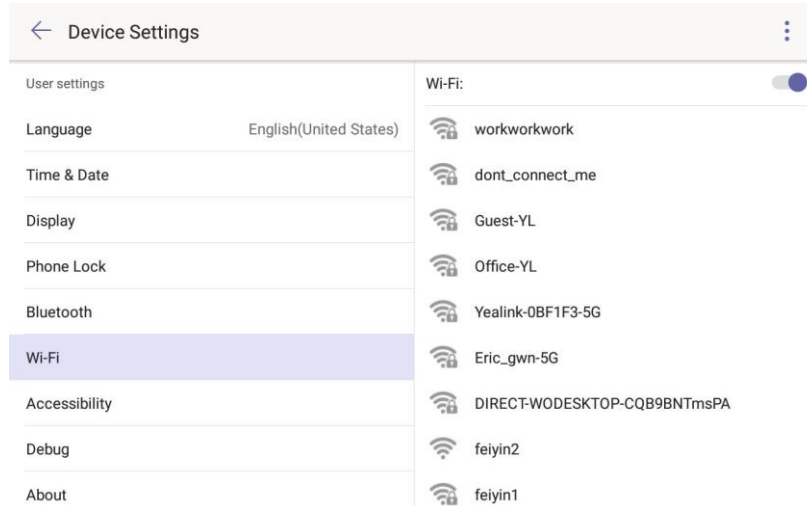 Device Settings
User settings
Language English(United States)
Time & Date
Display
Phone Lock
Bluetooth
Wi-Fi
Accessibility
Debug
About
Wi-Fi:
workworkwork
dont_connect_me
Guest-YL
Office-YL
Yealink-0BF1F3-5G
Eric_gwn-5G
DIRECT-WODESKTOP-CQB9BNTmsPA
feiyin2
feiyin1